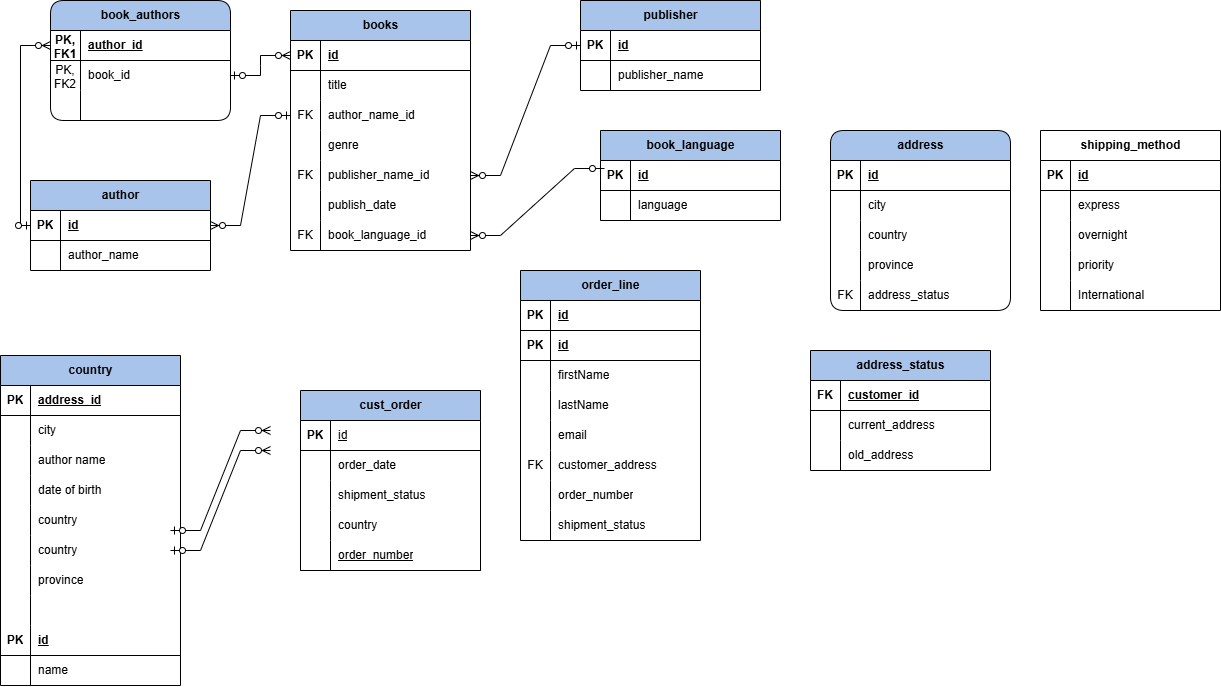 book_authors
PK,
FK1
author_id
PK,
FK2
book_id
books
PK id
title
FK author_name_id
genre
FK publisher_name_id
publish_date
FK book_language_id
publisher
PK id
publisher_name
book_language
PK id
language
address
PK id
city
country
province
FK address_status
shipping_method
PK id
express
overnight
priority
International
author
PK id
author_name
order_line
PK id
PK id
firstName
lastName
email
FK customer_address
order_number
shipment_status
address_status
FK customer_id
current_address
old_address
country
PK address_id
city
author name
date of birth
country
country
province
PK id
name
cust_order
PK id
order_date
shipment_status
country
order_number